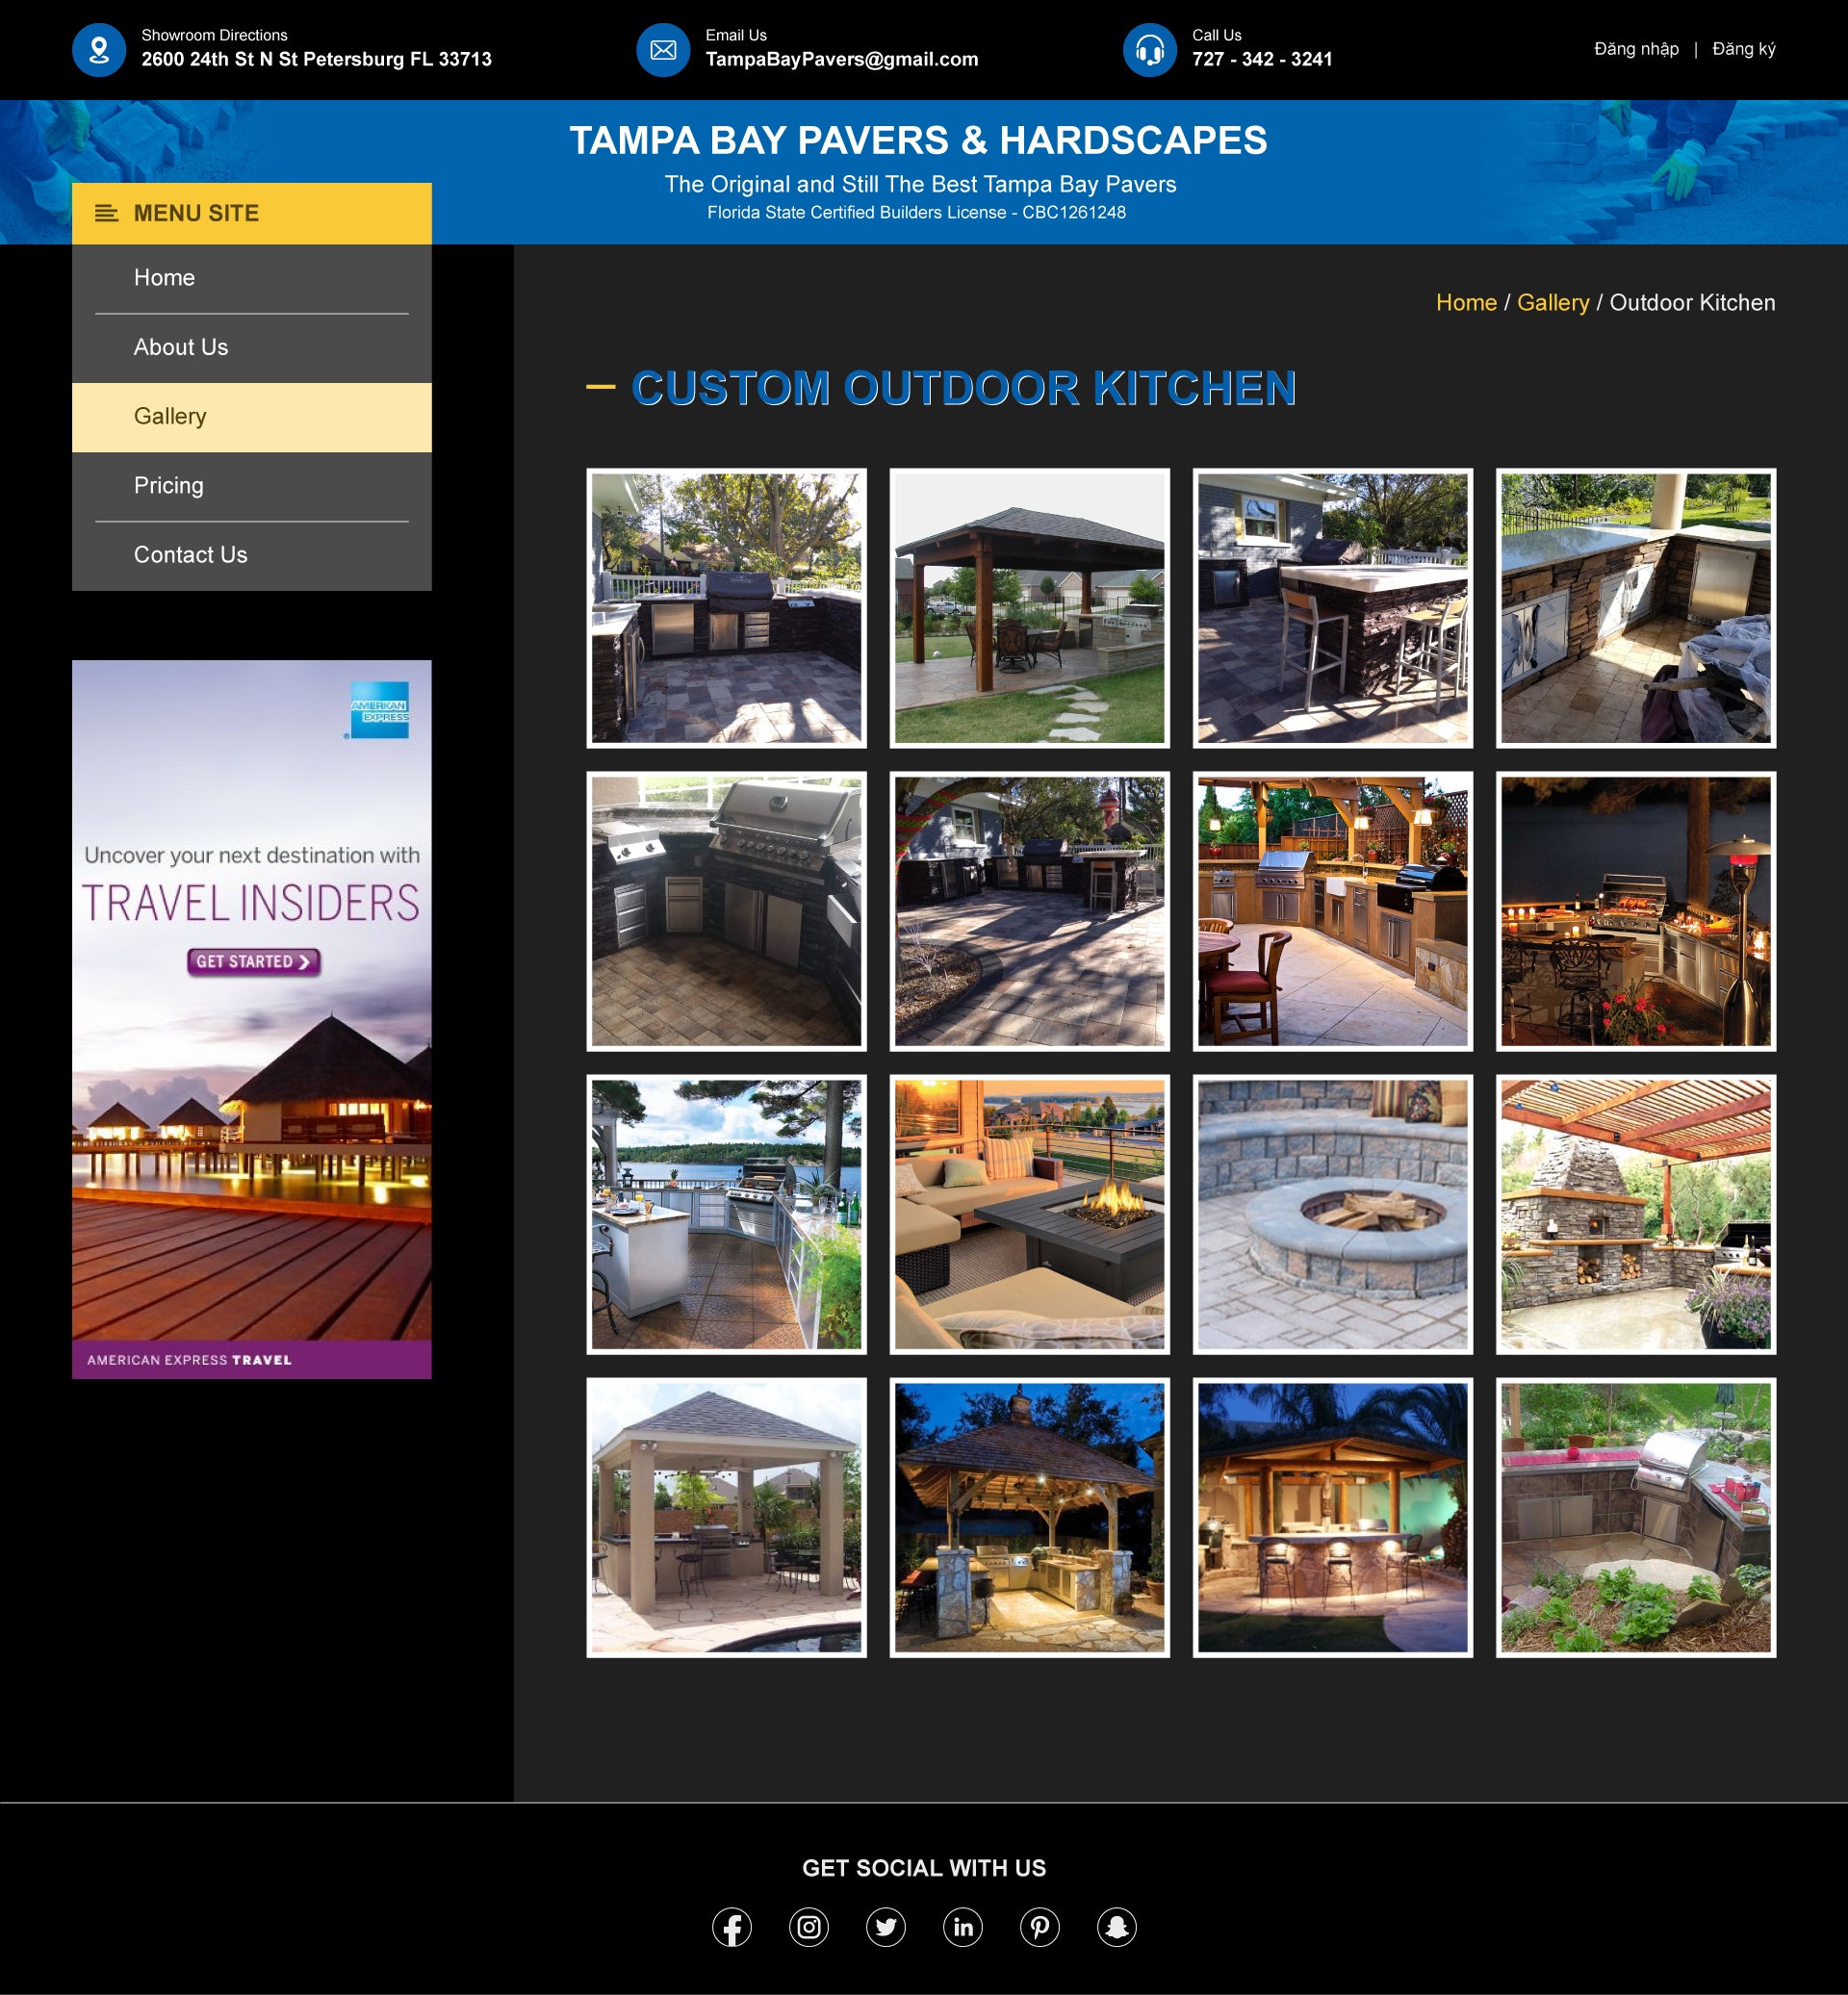 Showroom Directions
2600 24th St N St Petersburg FL 33713
Email Us
TampaBayPavers@gmail.com
Call Us
727 - 342 - 3241
Đăng nhập | Đăng ký
TAMPA BAY PAVERS & HARDSCAPES
The Original and Still The Best Tampa Bay Pavers
Florida State Certified Builders License - CBC1261248
MENU SITE
Home
About Us
Gallery
Pricing
Contact Us
AMERICAN
EXPRESS
®
Uncover your next destination with
TRAVEL INSIDERS
GET STARTED
AMERICAN EXPRESS TRAVEL
Home / Gallery / Outdoor Kitchen
CUSTOM OUTDOOR KITCHEN
GET SOCIAL WITH US